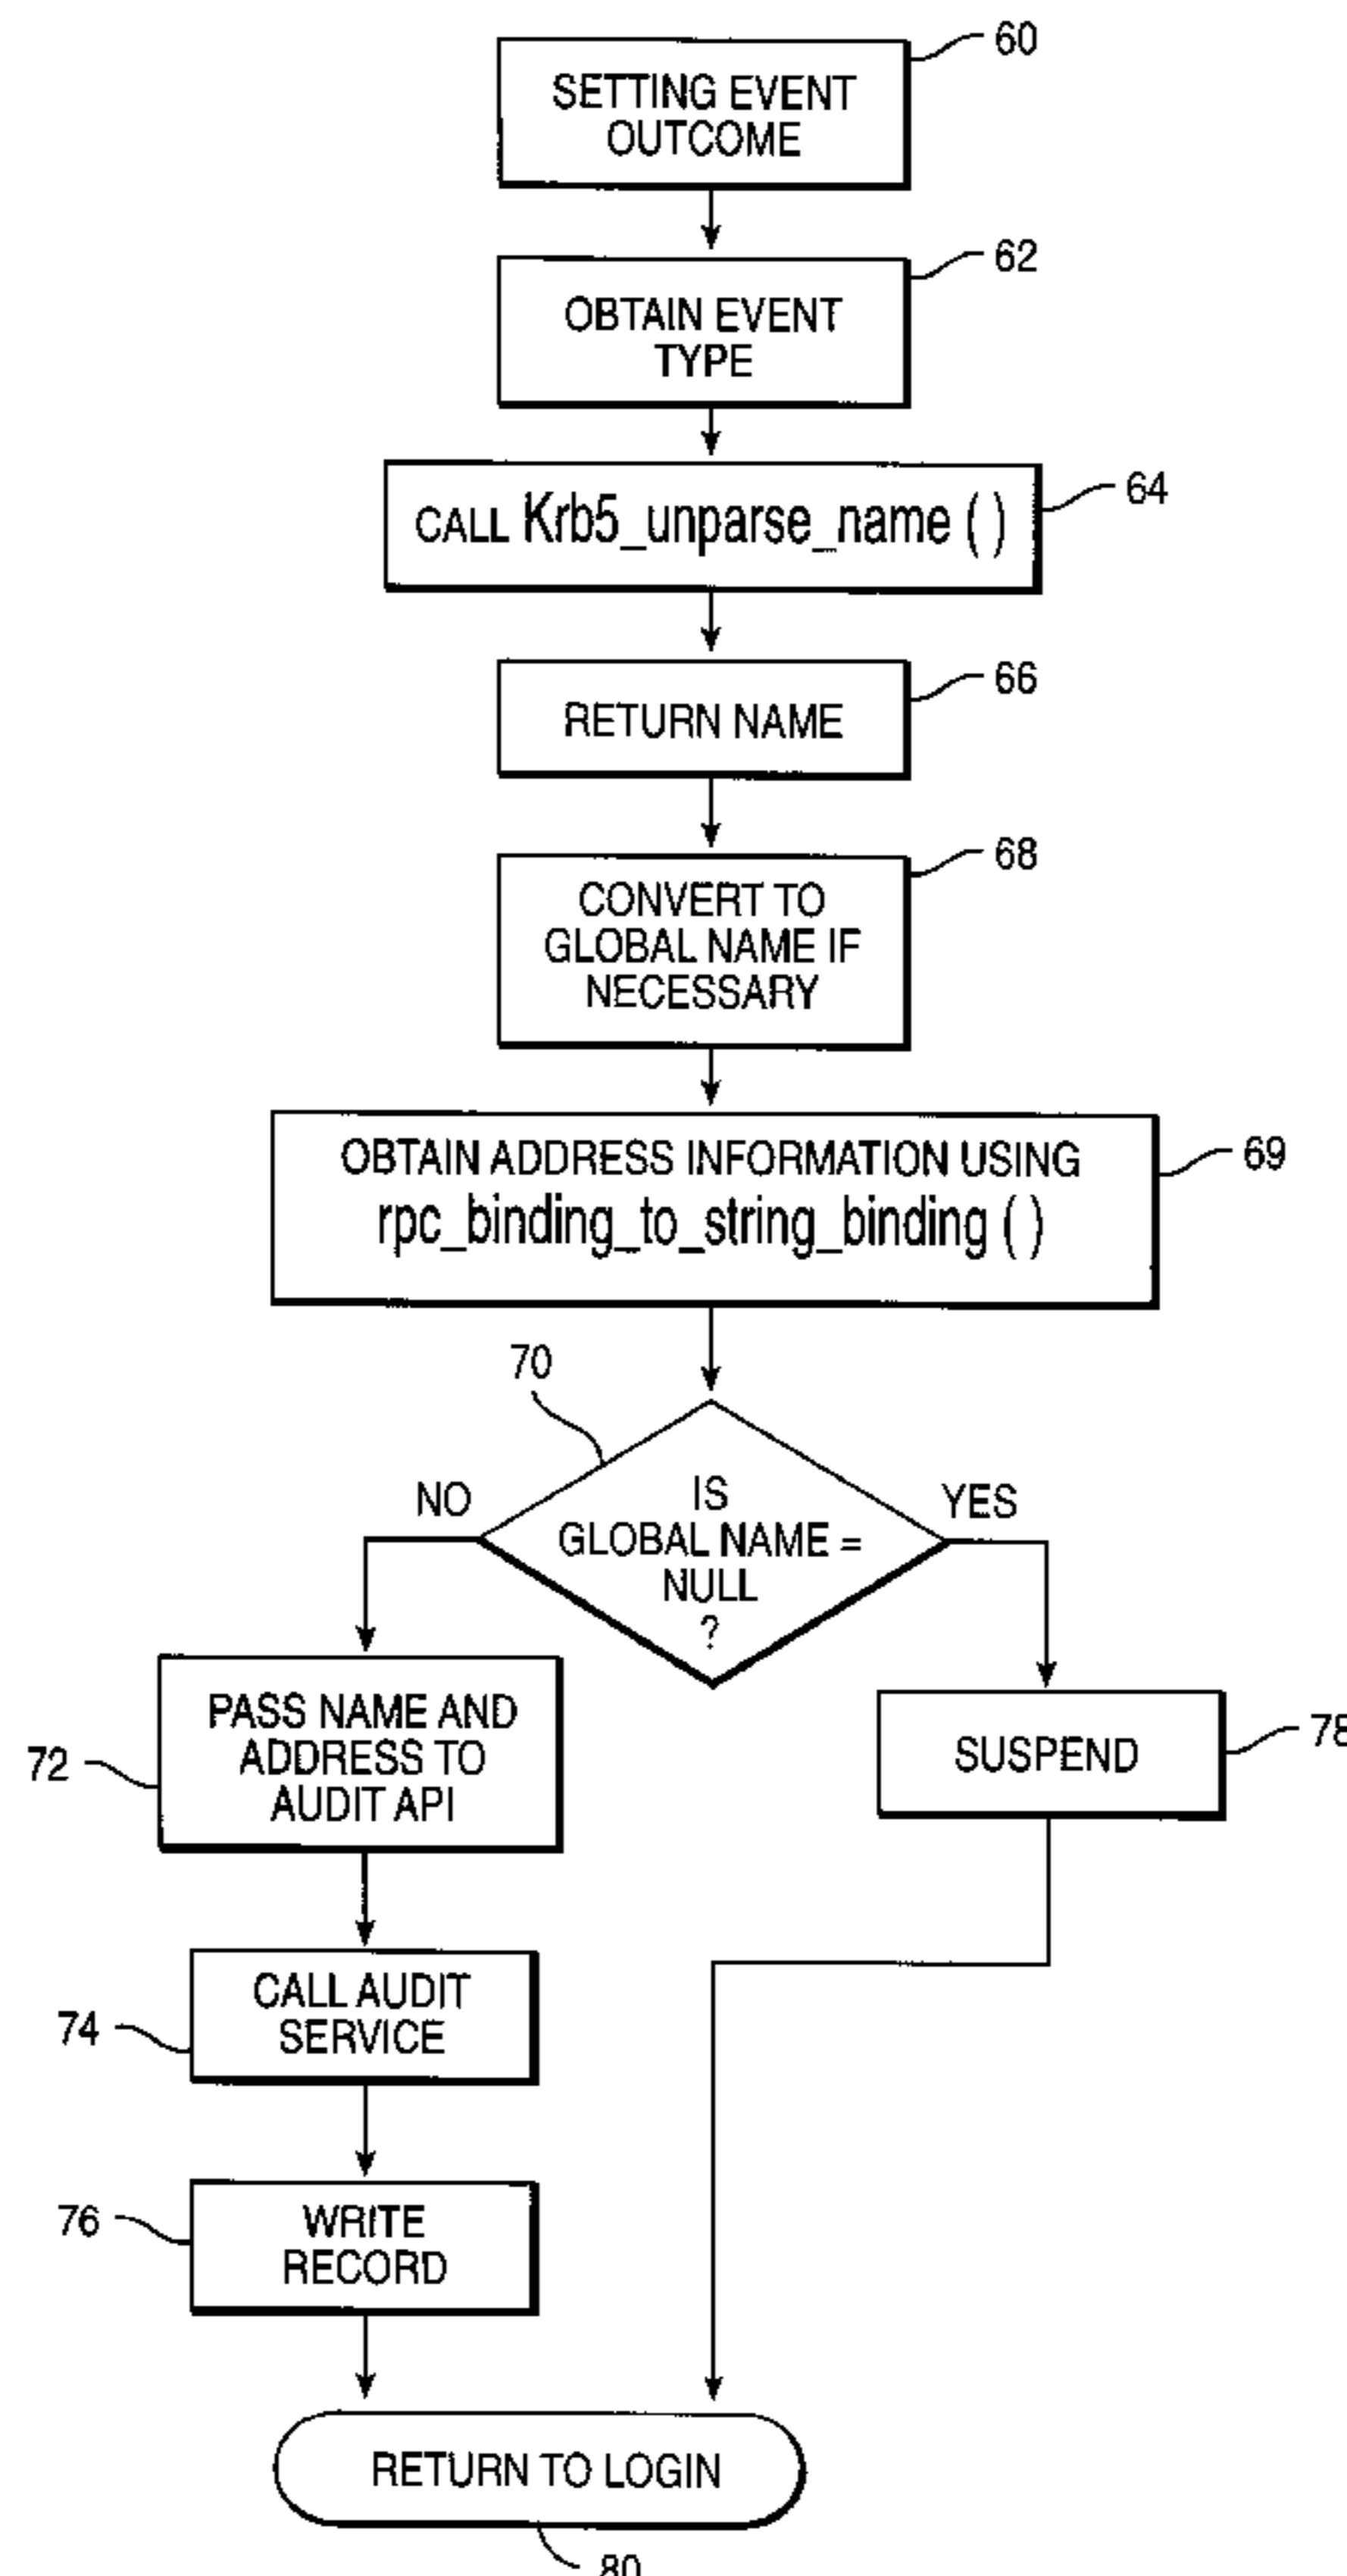 60
SETTING EVENT
OUTCOME
62
OBTAIN EVENT
TYPE
64
CALL Krb5_unparse_name ( )
66
RETURN NAME
68
CONVERT TO
GLOBAL NAME IF
NECESSARY
69
OBTAIN ADDRESS INFORMATION USING
rpc_binding_to_string_binding ( )
70
NO
YES
IS
GLOBAL NAME =
NULL
?
72
PASS NAME AND
ADDRESS TO
AUDIT API
SUSPEND
78
74
CALL AUDIT
SERVICE
76
WRITE
RECORD
RETURN TO LOGIN
80